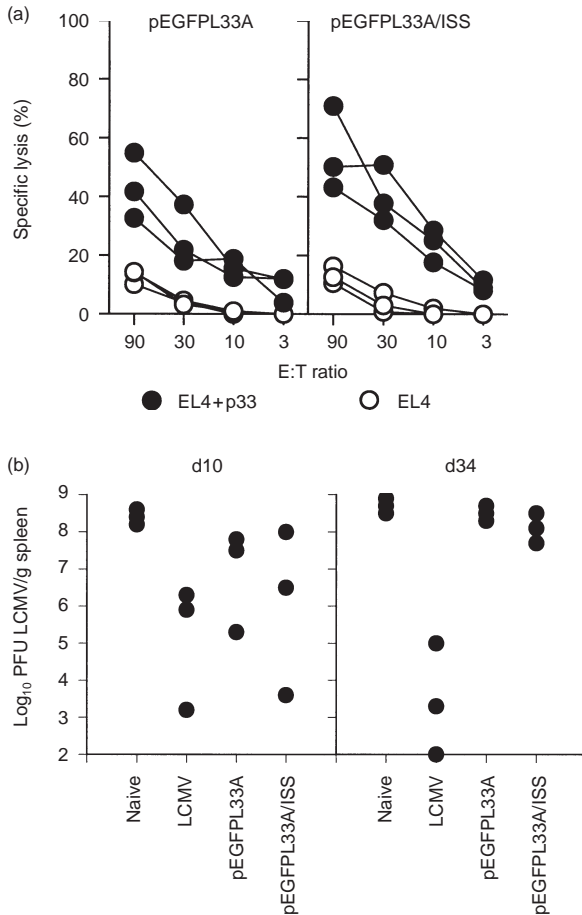 (a)
pEGFPL33A pEGFPL33A/ISS
100
80
60
40
20
0
Specific lysis (%)
90 30 10 3 90 30 10 3
E:T ratio
EL4+p33 EL4
(b)
d10 d34
9
8
7
6
5
4
3
2
Log10 PFU LCMV/g spleen
Naive LCMV pEGFPL33A pEGFPL33A/ISS Naive LCMV pEGFPL33A pEGFPL33A/ISS